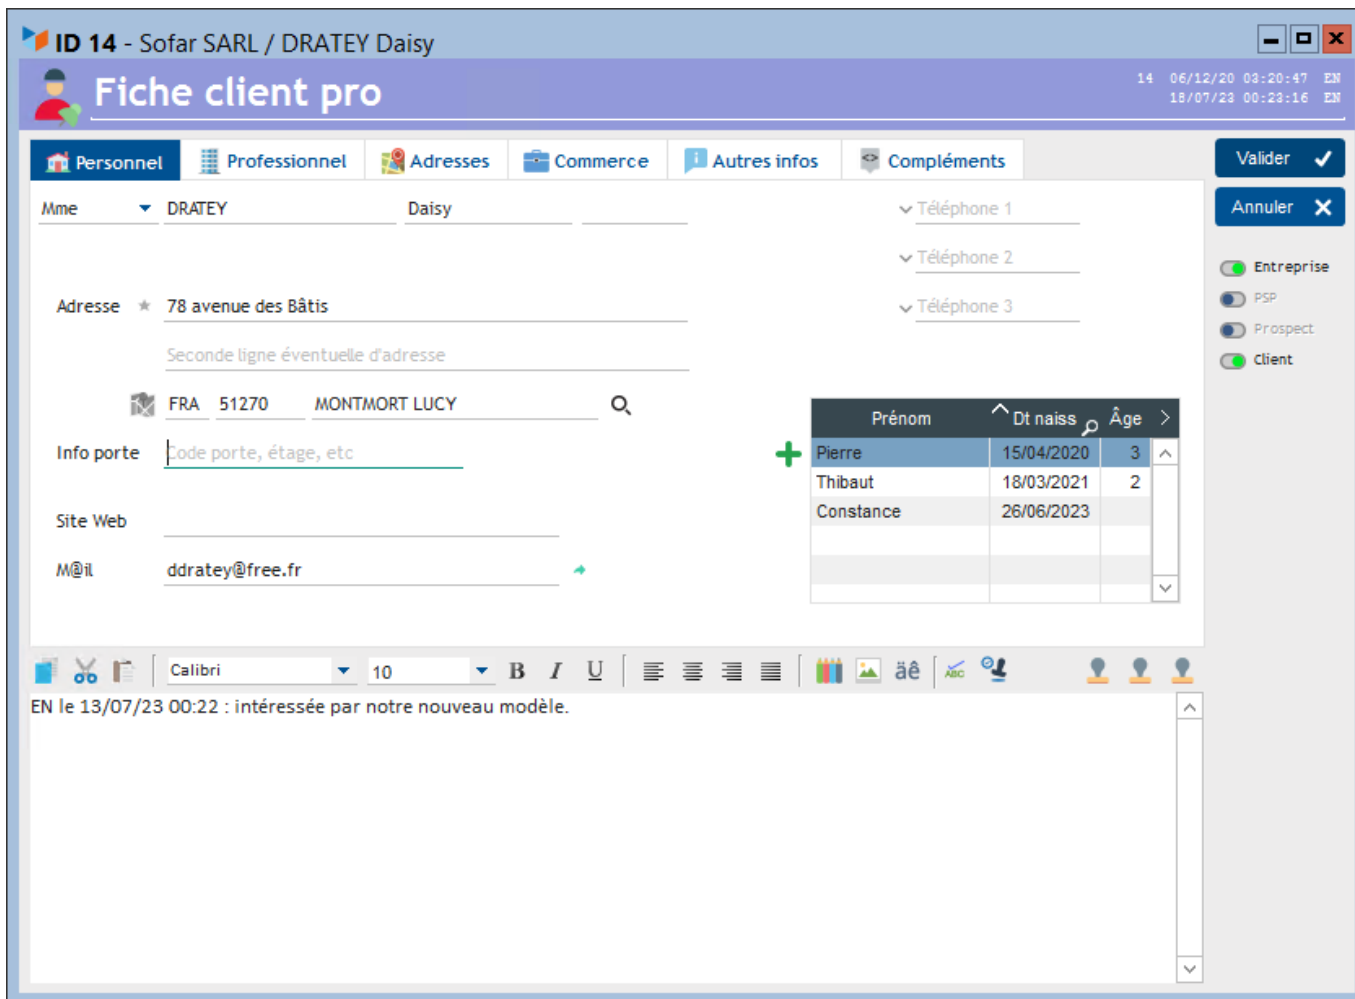 ID 14 - Sofar SARL / DRATEY Daisy
Fiche client pro
14 06/12/20 03:20:47 EN
18/07/23 00:23:16 EN
Personnel Professionnel Adresses Commerce Autres infos Compléments
Valider
Annuler
Mme DRATEY Daisy Téléphone 1
Téléphone 2
Entreprise
PSP
Prospect
Client
Adresse 78 avenue des Bâtis Téléphone 3
Seconde ligne éventuelle d'adresse
FRA 51270 MONTMORT LUCY
Info porte Code porte, étage, etc
Site Web
M@il ddratey@free.fr
Prénom Dt naiss Âge
Pierre 15/04/2020 3
Thibaut 18/03/2021 2
Constance 26/06/2023
Calibri 10 B I U äê ABC
EN le 13/07/23 00:22 : intéressée par notre nouveau modèle.